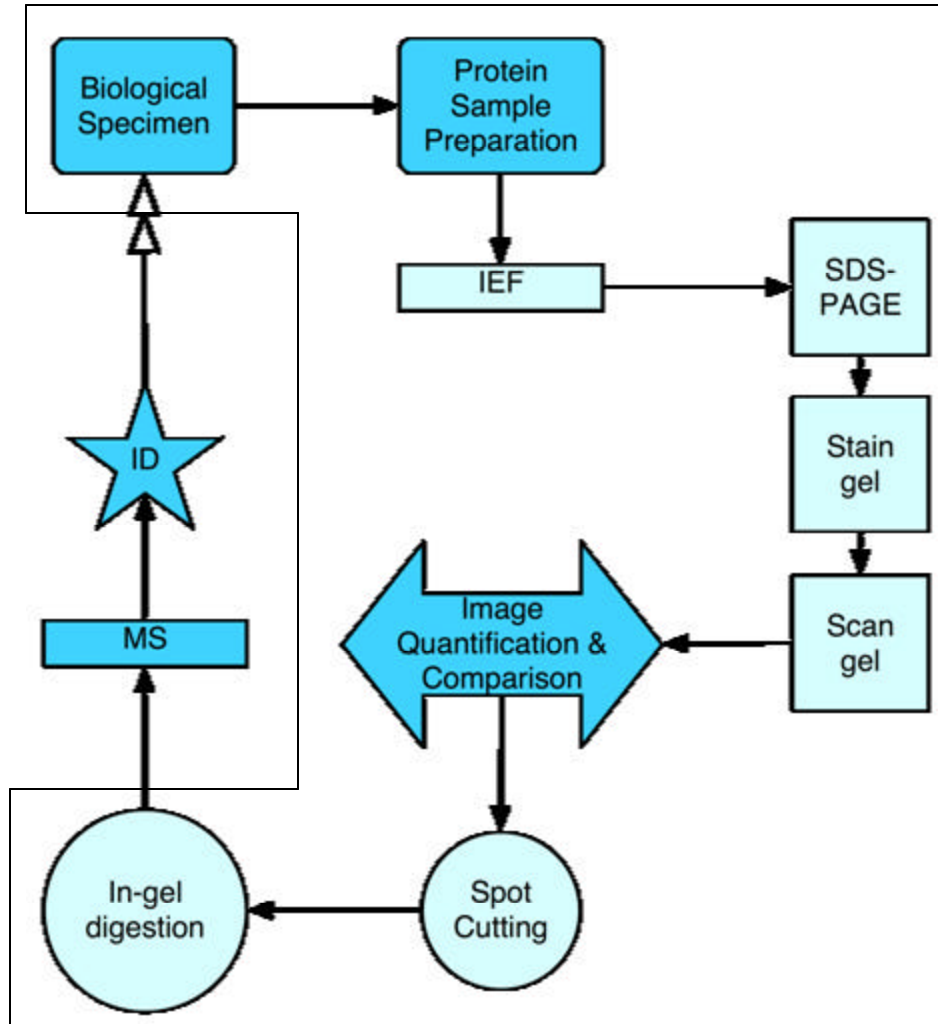 Biological
Specimen
Protein
Sample
Preparation
IEF
SDS-
PAGE
Stain
gel
Scan
gel
Image
Quantification &
Comparison
Spot
Cutting
In-gel
digestion
MS
ID